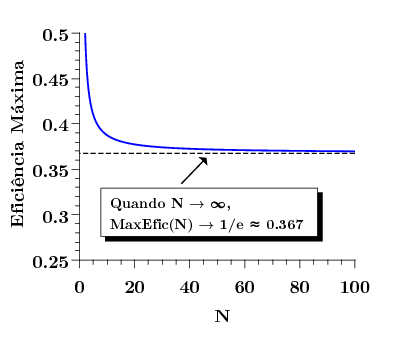 0.5
0.45
0.4
0.35
0.3
0.25
Eficiência Máxima
Quando N → ∞,
MaxEfic(N) → 1/e ≈ 0.367
0 20 40 60 80 100
N